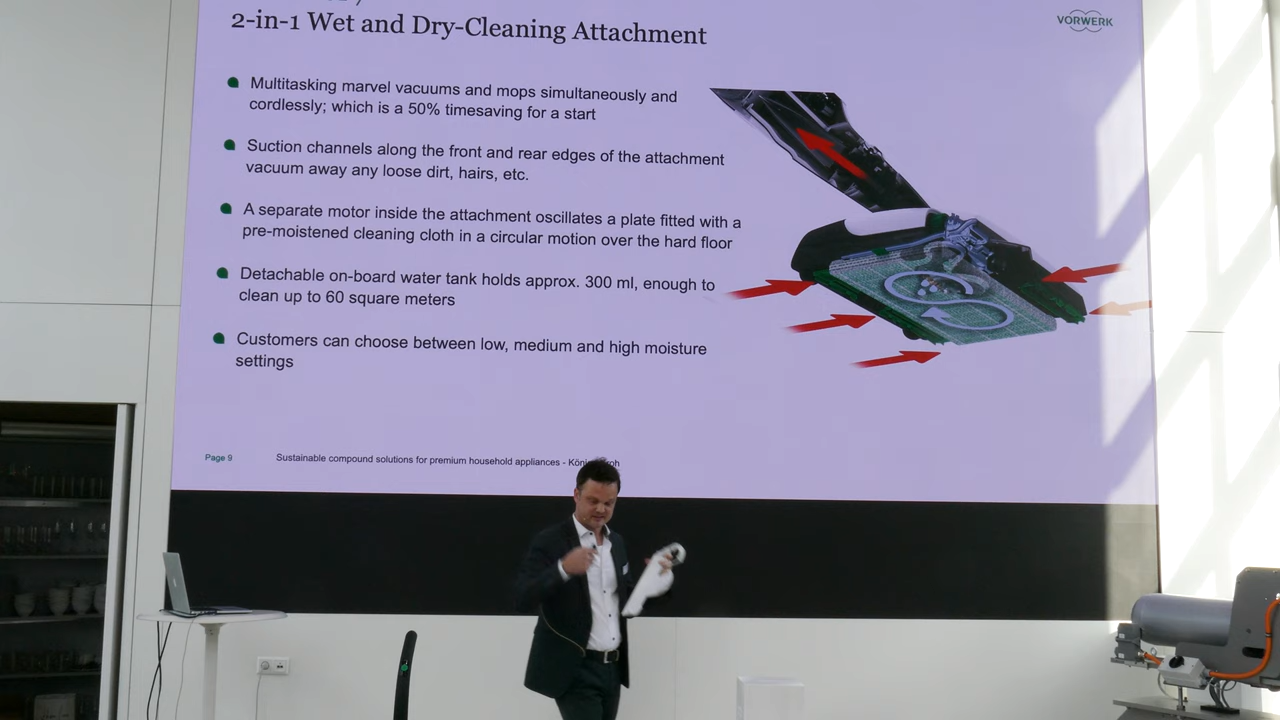 2-in-1 Wet and Dry-Cleaning Attachment
VORWERK
Multitasking marvel vacuums and mops simultaneously and
cordlessly; which is a 50% timesaving for a start
Suction channels along the front and rear edges of the attachment
vacuum away any loose dirt, hairs, etc.
A separate motor inside the attachment oscillates a plate fitted with a
pre-moistened cleaning cloth in a circular motion over the hard floor
Detachable on-board water tank holds approx. 300 ml, enough to
clean up to 60 square meters
Customers can choose between low, medium and high moisture
settings
Page 9
Sustainable compound solutions for premium household appliances -